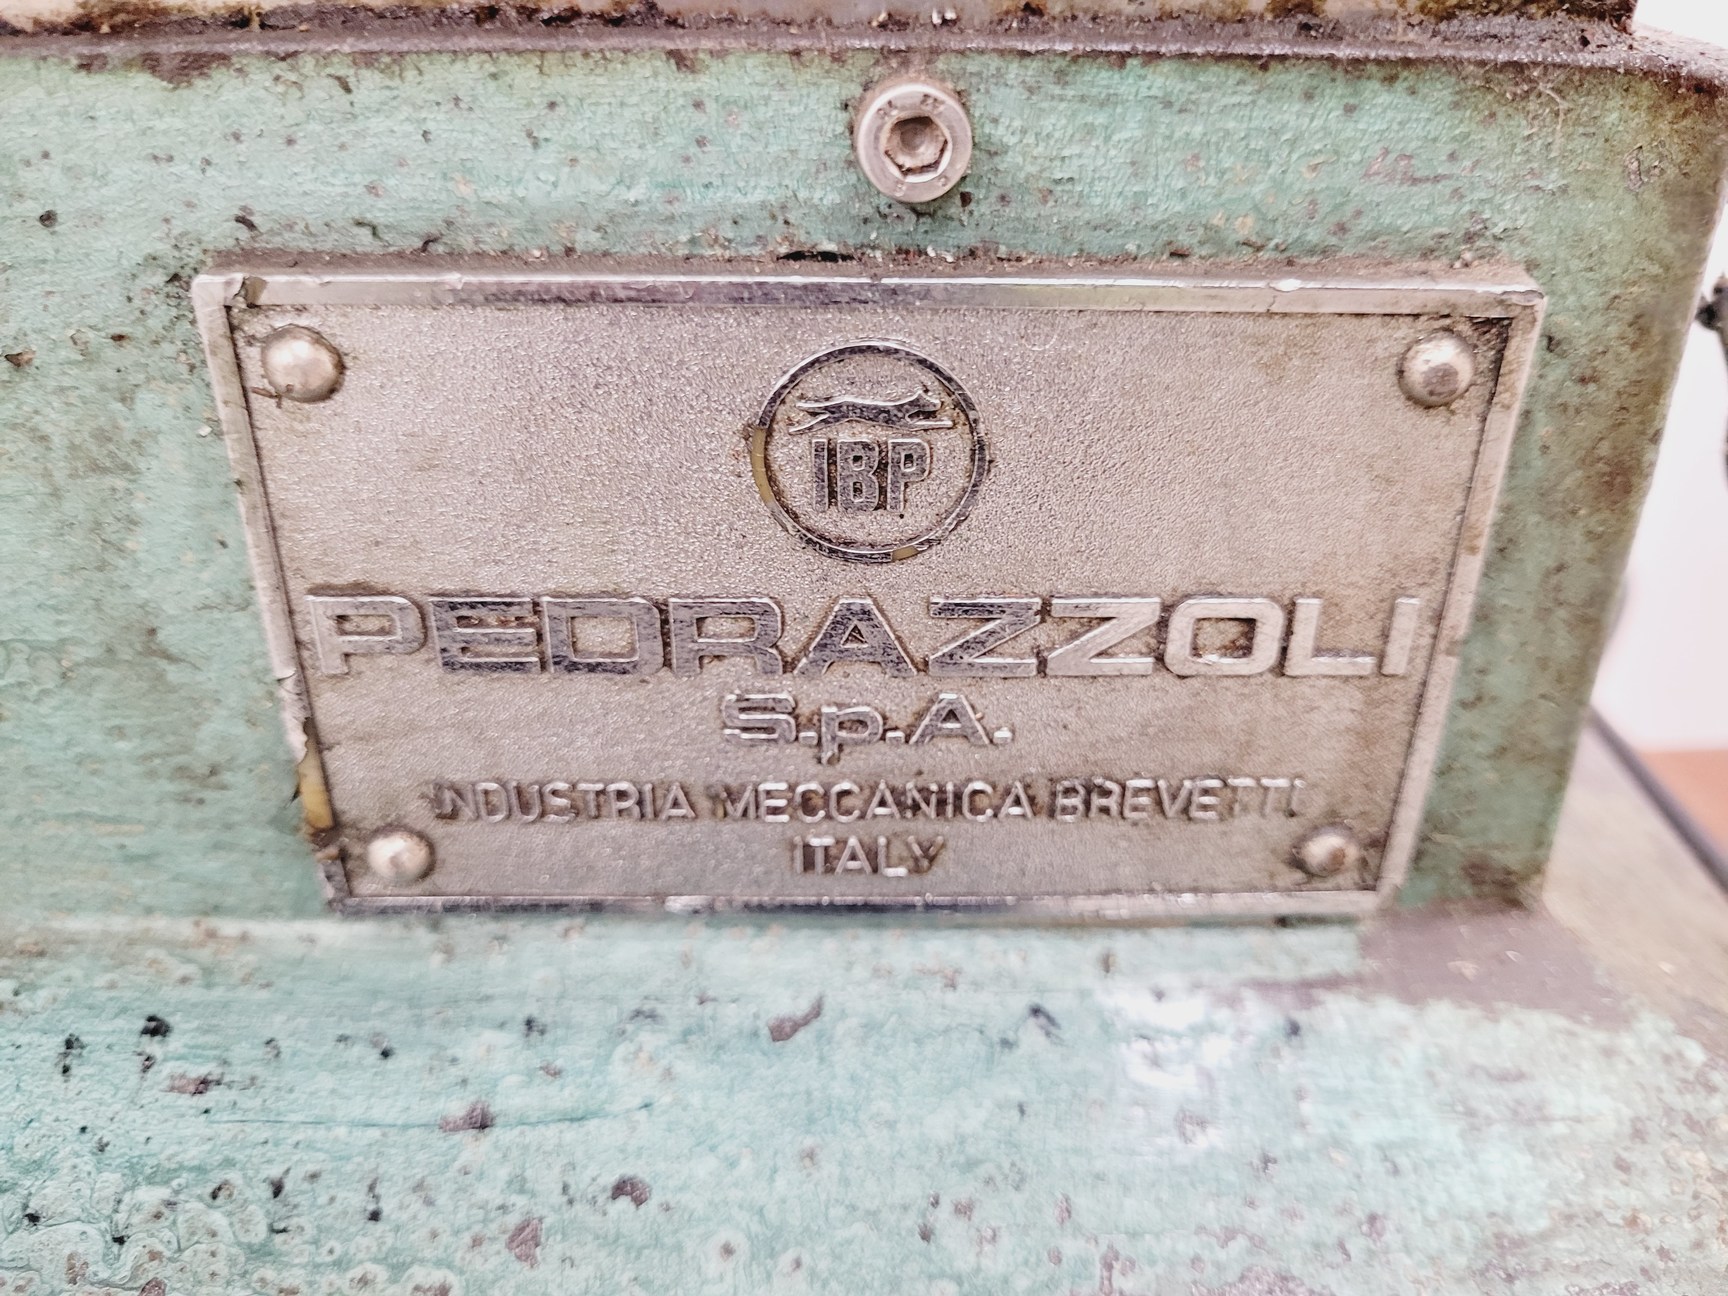 IBP
PEDRAZZOLI
S.p.A.
INDUSTRIA MECCANICA BREVETTI
ITALY